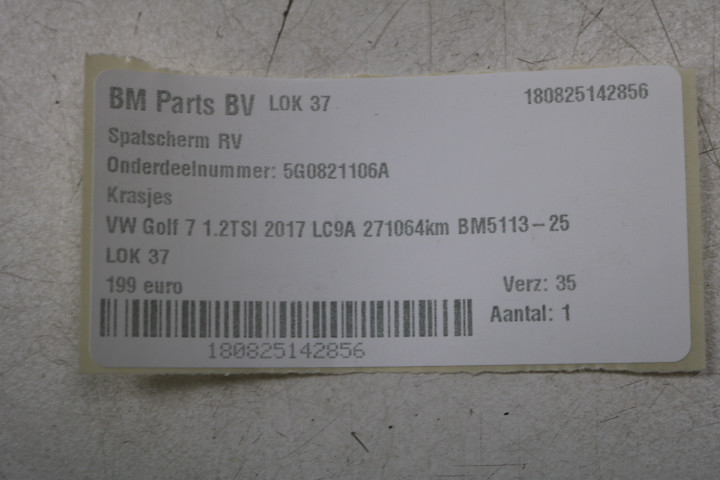 BM Parts BV LOK 37 180825142856
Spatscherm RV
Onderdeelnummer: 5G0821106A
Krasjes
VW Golf 7 1.2TSI 2017 LC9A 271064km BM5113-25
LOK 37
199 euro Verz: 35
Aantal: 1
180825142856